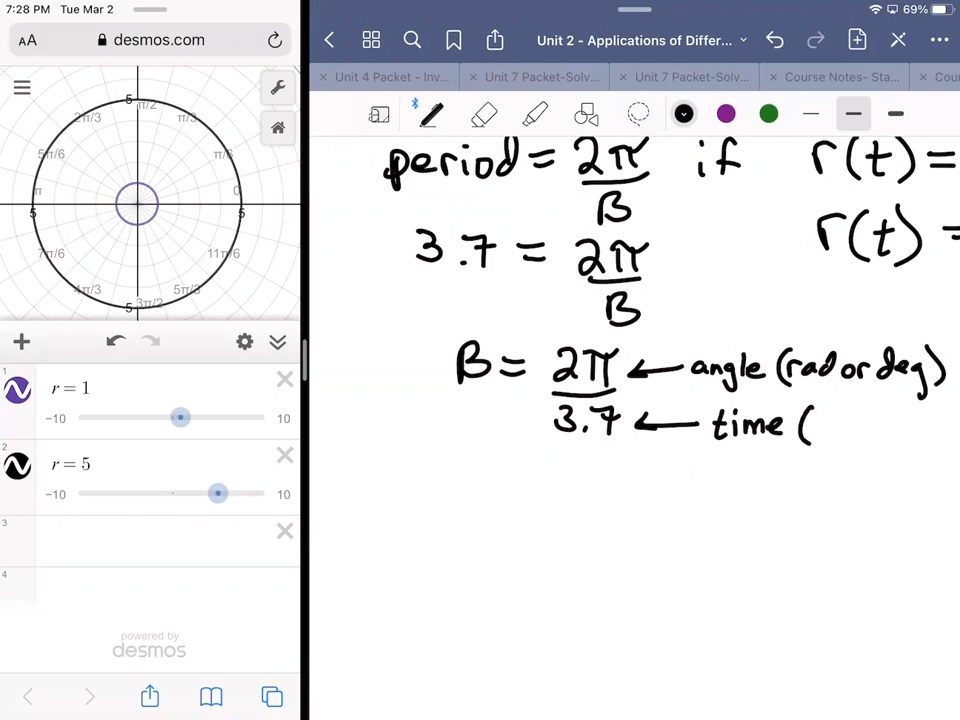 7:28 PM Tue Mar 2
69%
AA desmos.com
Unit 2 - Applications of Differ...
Unit 4 Packet - Inv...
Unit 7 Packet-Solv...
Unit 7 Packet-Solv...
Course Notes- Sta...
Cour
5
π/2
2π/3
π/3
5π/6
π/6
π
0
5
5
7π/6
11π/6
4π/3
5π/3
3π/2
5
1
r = 1
-10
10
2
r = 5
-10
10
3
4
powered by
desmos
period = 2π/B if r(t) =
3.7 = 2π/B r(t) =
B = 2π ← angle (rad or deg)
3.7 ← time (